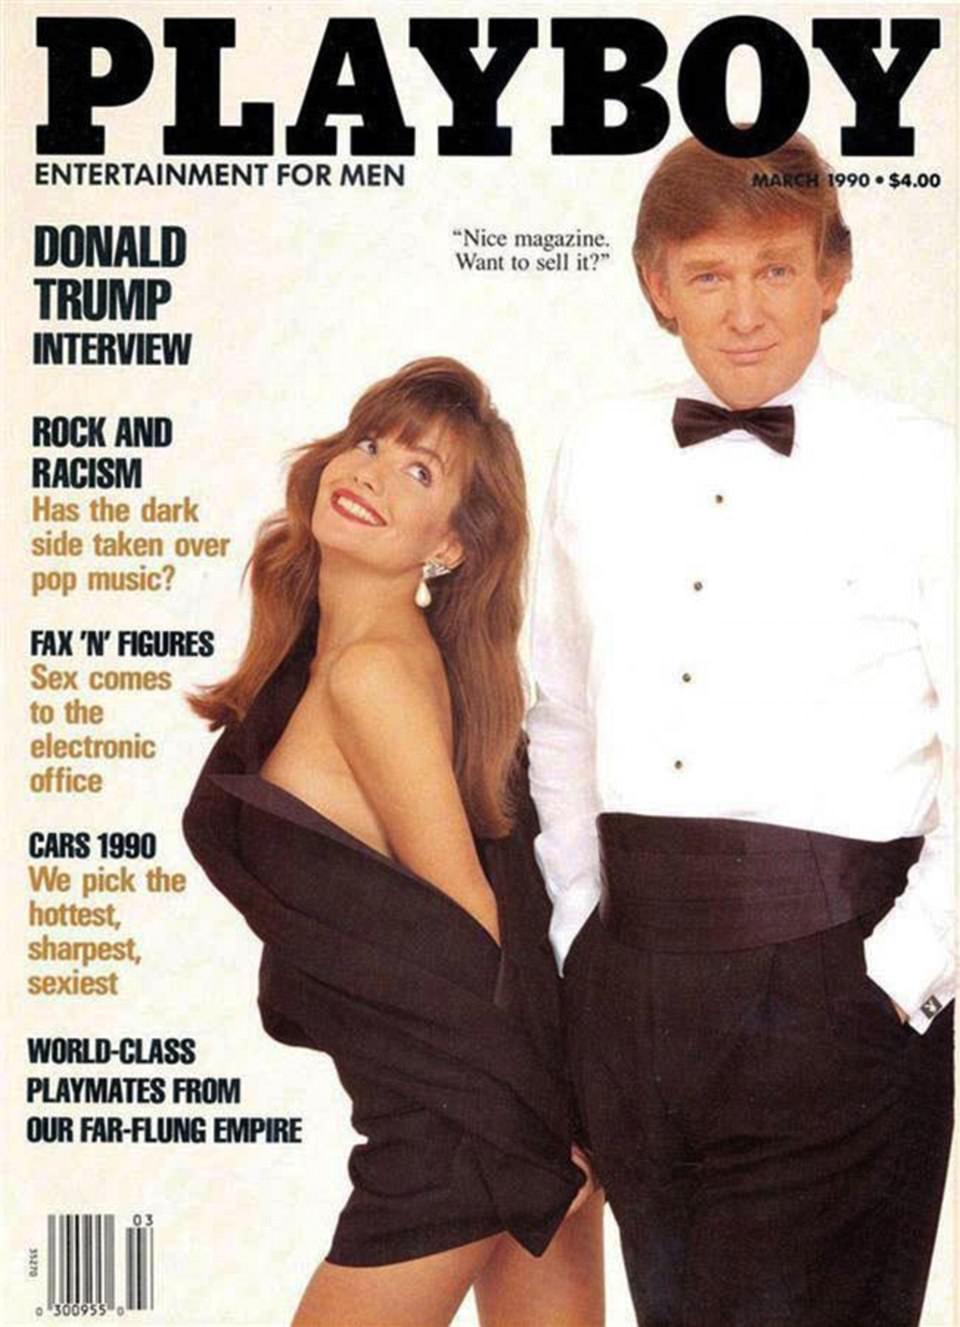 PLAYBOY
ENTERTAINMENT FOR MEN
MARCH 1990 • $4.00
DONALD
TRUMP
INTERVIEW
"Nice magazine.
Want to sell it?"
ROCK AND
RACISM
Has the dark
side taken over
pop music?
FAX 'N' FIGURES
Sex comes
to the
electronic
office
CARS 1990
We pick the
hottest,
sharpest,
sexiest
WORLD-CLASS
PLAYMATES FROM
OUR FAR-FLUNG EMPIRE
03
35270
0 300955 0